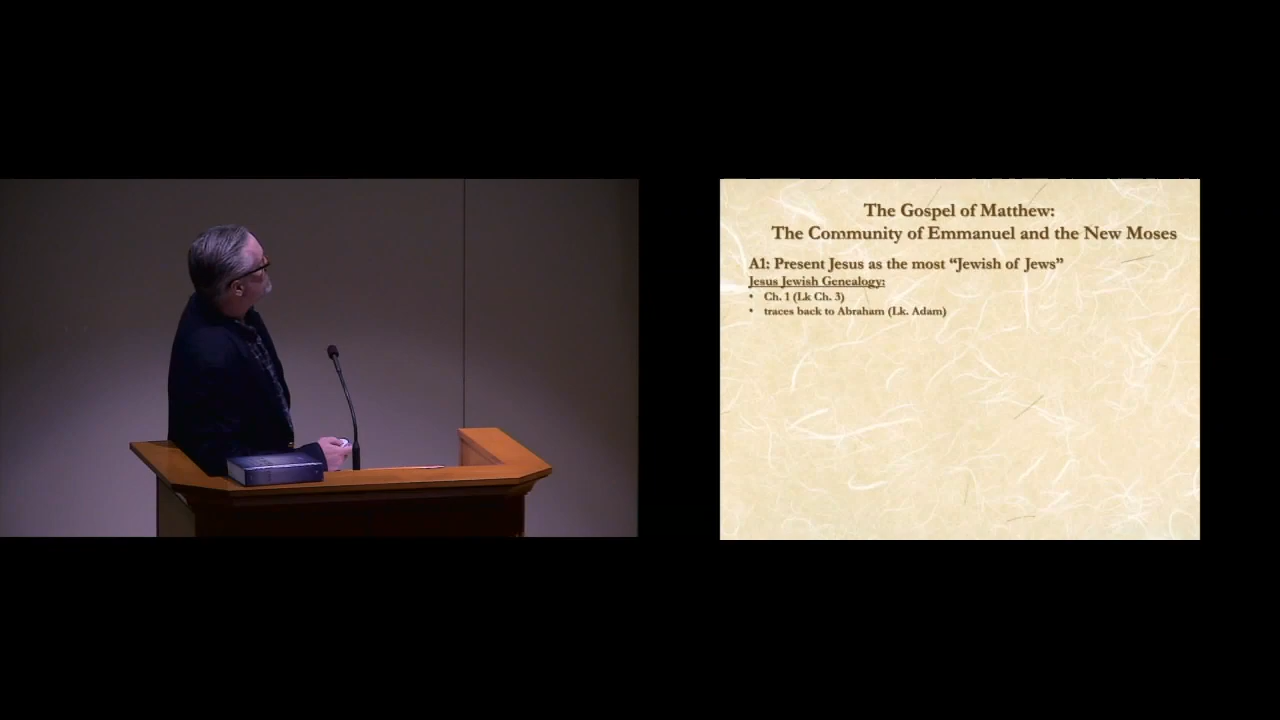 The Gospel of Matthew:
The Community of Emmanuel and the New Moses
A1: Present Jesus as the most “Jewish of Jews”
Jesus Jewish Genealogy:
• Ch. 1 (Lk Ch. 3)
• traces back to Abraham (Lk. Adam)